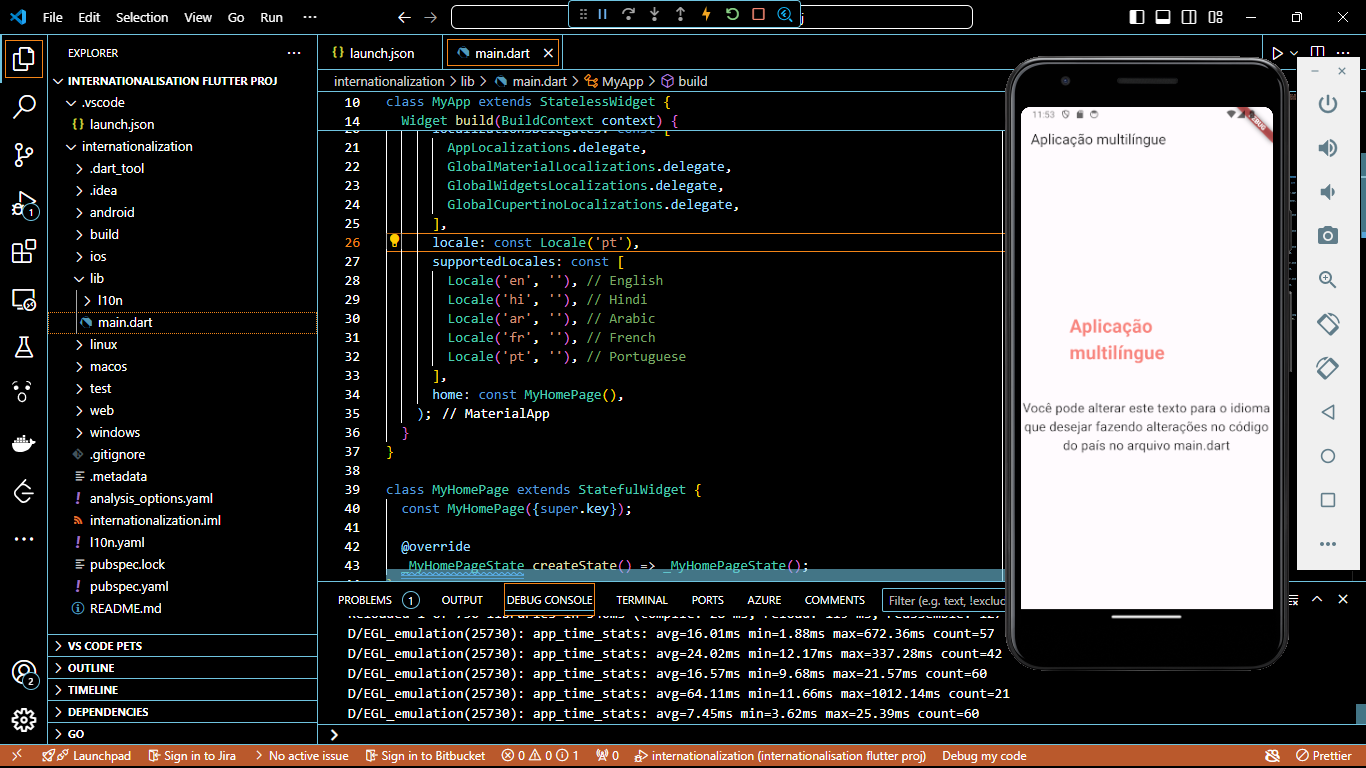 File Edit Selection View Go Run ···
EXPLORER ···
INTERNATIONALISATION FLUTTER PROJ
.vscode
{} launch.json
internationalization
.dart_tool
.idea
android
build
ios
lib
l10n
main.dart
linux
macos
test
web
windows
.gitignore
.metadata
! analysis_options.yaml
internationalization.iml
! l10n.yaml
pubspec.lock
! pubspec.yaml
README.md
VS CODE PETS
OUTLINE
TIMELINE
DEPENDENCIES
GO
1
2
{} launch.json main.dart
internationalization > lib > main.dart > MyApp > build
10 class MyApp extends StatelessWidget {
14 Widget build(BuildContext context) {
21 AppLocalizations.delegate,
22 GlobalMaterialLocalizations.delegate,
23 GlobalWidgetsLocalizations.delegate,
24 GlobalCupertinoLocalizations.delegate,
25 ],
26 locale: const Locale('pt'),
27 supportedLocales: const [
28 Locale('en', ''), // English
29 Locale('hi', ''), // Hindi
30 Locale('ar', ''), // Arabic
31 Locale('fr', ''), // French
32 Locale('pt', ''), // Portuguese
33 ],
34 home: const MyHomePage(),
35 ); // MaterialApp
36 }
37 }
38
39 class MyHomePage extends StatefulWidget {
40 const MyHomePage({super.key});
41
42 @override
43 _MyHomePageState createState() => _MyHomePageState();
PROBLEMS 1 OUTPUT DEBUG CONSOLE TERMINAL PORTS AZURE COMMENTS Filter (e.g. text, !exclud
D/EGL_emulation(25730): app_time_stats: avg=16.01ms min=1.88ms max=672.36ms count=57
D/EGL_emulation(25730): app_time_stats: avg=24.02ms min=12.17ms max=337.28ms count=42
D/EGL_emulation(25730): app_time_stats: avg=16.57ms min=9.68ms max=21.57ms count=60
D/EGL_emulation(25730): app_time_stats: avg=64.11ms min=11.66ms max=1012.14ms count=21
D/EGL_emulation(25730): app_time_stats: avg=7.45ms min=3.62ms max=25.39ms count=60
11:53
Aplicação multilíngue
Aplicação
multilíngue
Você pode alterar este texto para o idioma
que desejar fazendo alterações no código
do país no arquivo main.dart
Launchpad Sign in to Jira No active issue Sign in to Bitbucket 0 0 1 0 internationalization (internationalisation flutter proj) Debug my code Prettier